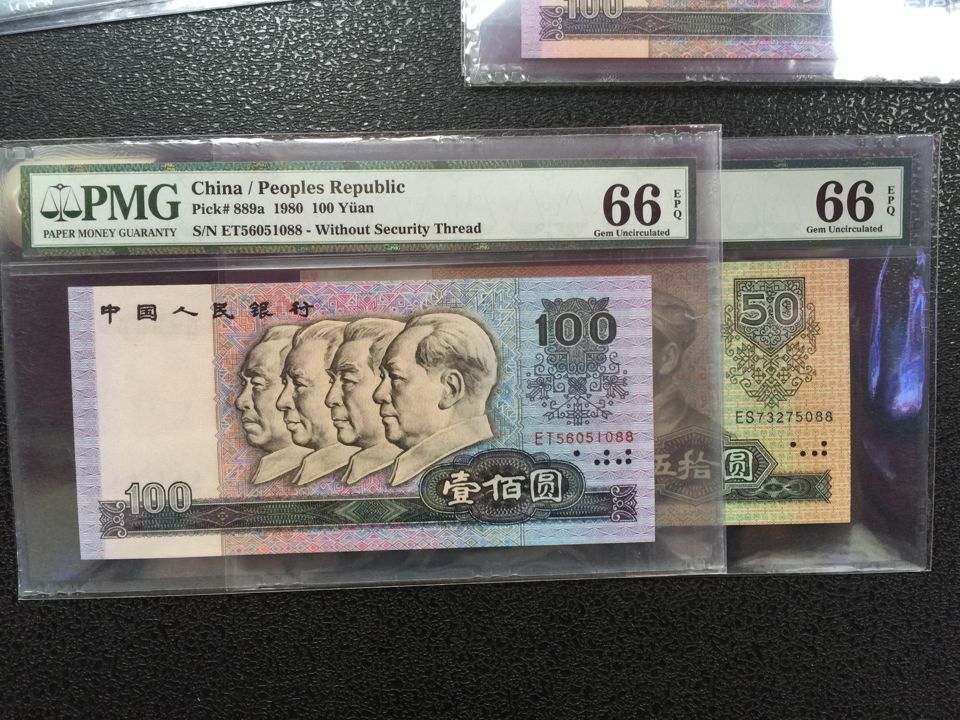 100
PMG
PAPER MONEY GUARANTY
China / Peoples Republic
Pick# 889a 1980 100 Yüan
S/N ET56051088 - Without Security Thread
66
EPQ
Gem Uncirculated
66
EPQ
Gem Uncirculated
中国人民银行
100
ET56051088
100
壹佰圆
50
ES73275088
伍拾圆